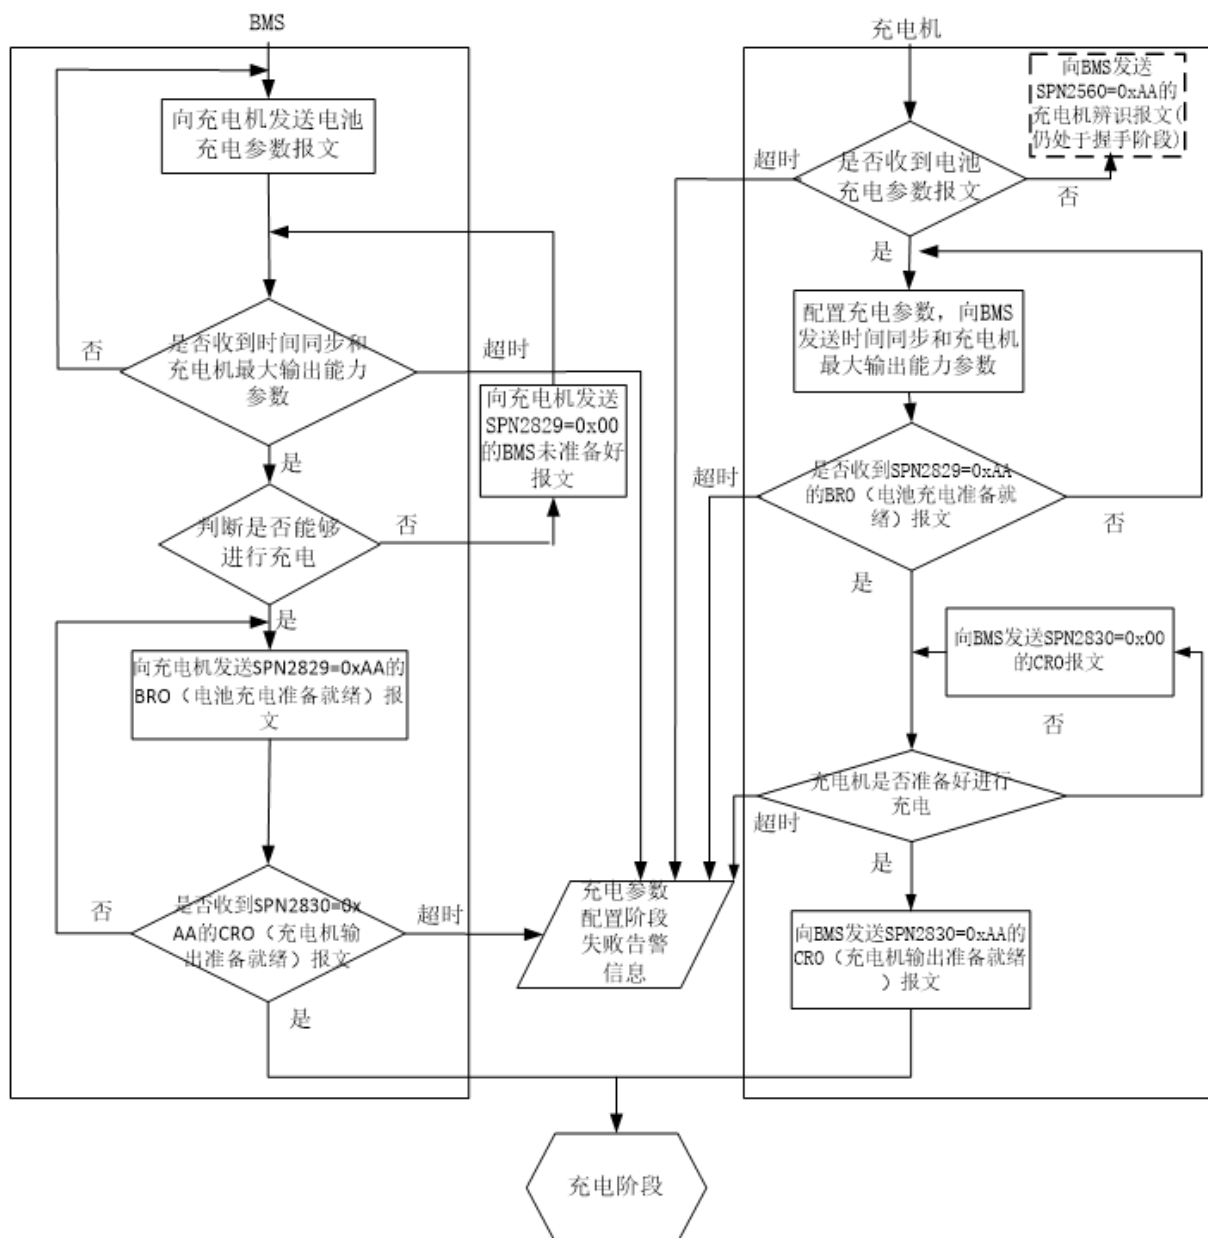 BMS
向充电机发送电池
充电参数报文
是否收到时间同步和
充电机最大输出能力
参数
否
超时
是
向充电机发送
SPN2829=0x00
的BMS未准备好
报文
判断是否能够
进行充电
否
是
向充电机发送SPN2829=0xAA的
BRO（电池充电准备就绪）报
文
是否收到SPN2830=0x
AA的CRO（充电机输
出准备就绪）报文
否
超时
是
充电机
向BMS发送
SPN2560=0xAA的
充电机辨识报文(
仍处于握手阶段)
超时
是否收到电池
充电参数报文
否
是
配置充电参数，向BMS
发送时间同步和充电机
最大输出能力参数
超时
是否收到SPN2829=0xAA
的BRO（电池充电准备就
绪）报文
否
是
向BMS发送SPN2830=0x00
的CRO报文
否
充电机是否准备好进行
充电
超时
是
向BMS发送SPN2830=0xAA的
CRO（充电机输出准备就绪
）报文
充电参数
配置阶段
失败告警
信息
充电阶段